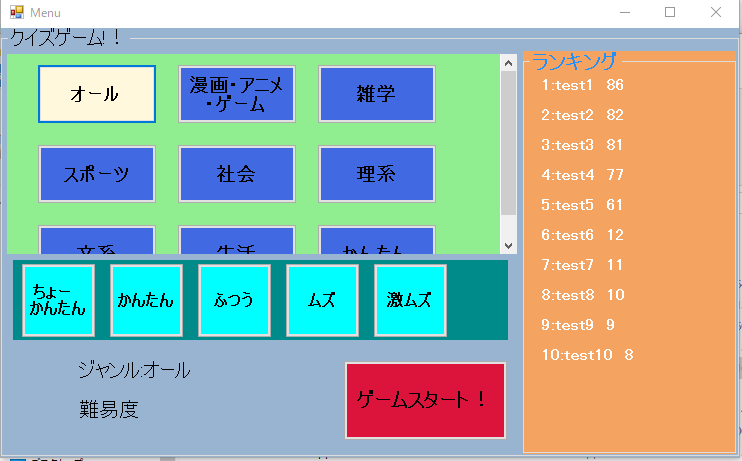 Menu
クイズゲーム!！
オール
漫画・アニメ
・ゲーム
雑学
スポーツ
社会
理系
文系
生活
かんたん
ちょー
かんたん
かんたん
ふつう
ムズ
激ムズ
ジャンル:オール
難易度
ゲームスタート！
ランキング
1:test1 86
2:test2 82
3:test3 81
4:test4 77
5:test5 61
6:test6 12
7:test7 11
8:test8 10
9:test9 9
10:test10 8